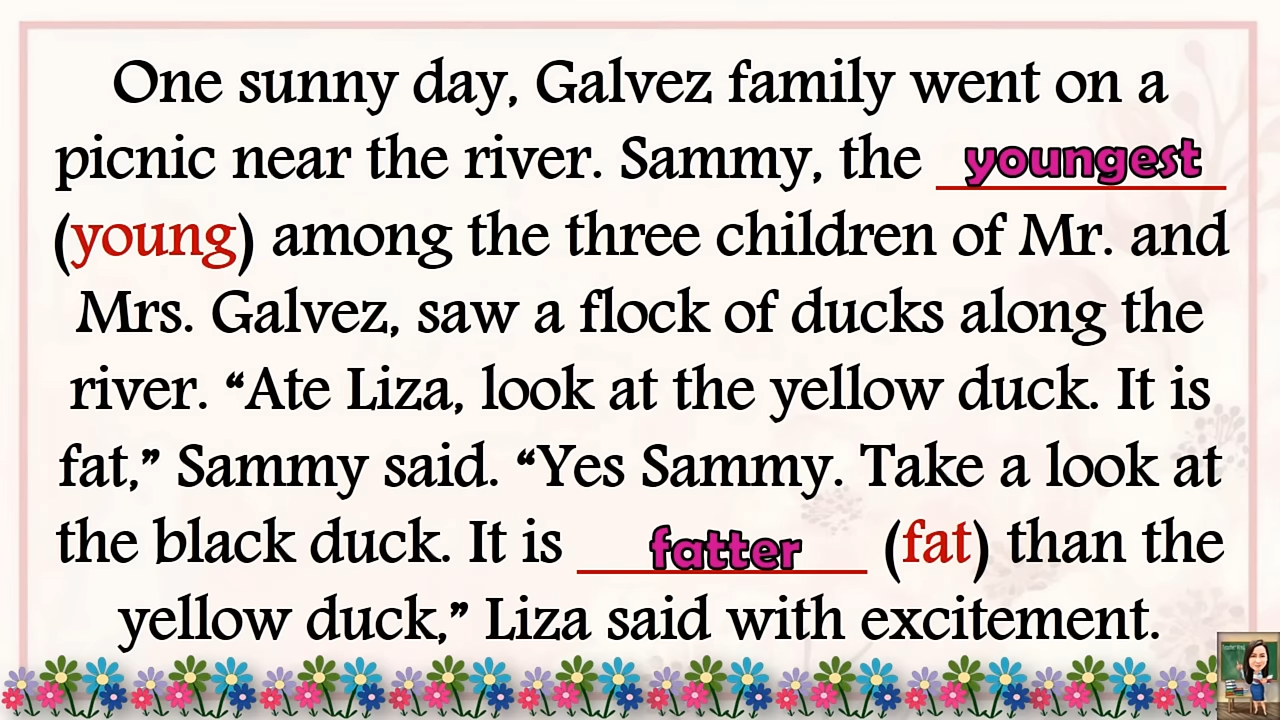 One sunny day, Galvez family went on a
picnic near the river. Sammy, the youngest
(young) among the three children of Mr. and
Mrs. Galvez, saw a flock of ducks along the
river. “Ate Liza, look at the yellow duck. It is
fat,” Sammy said. “Yes Sammy. Take a look at
the black duck. It is fatter (fat) than the
yellow duck,” Liza said with excitement.